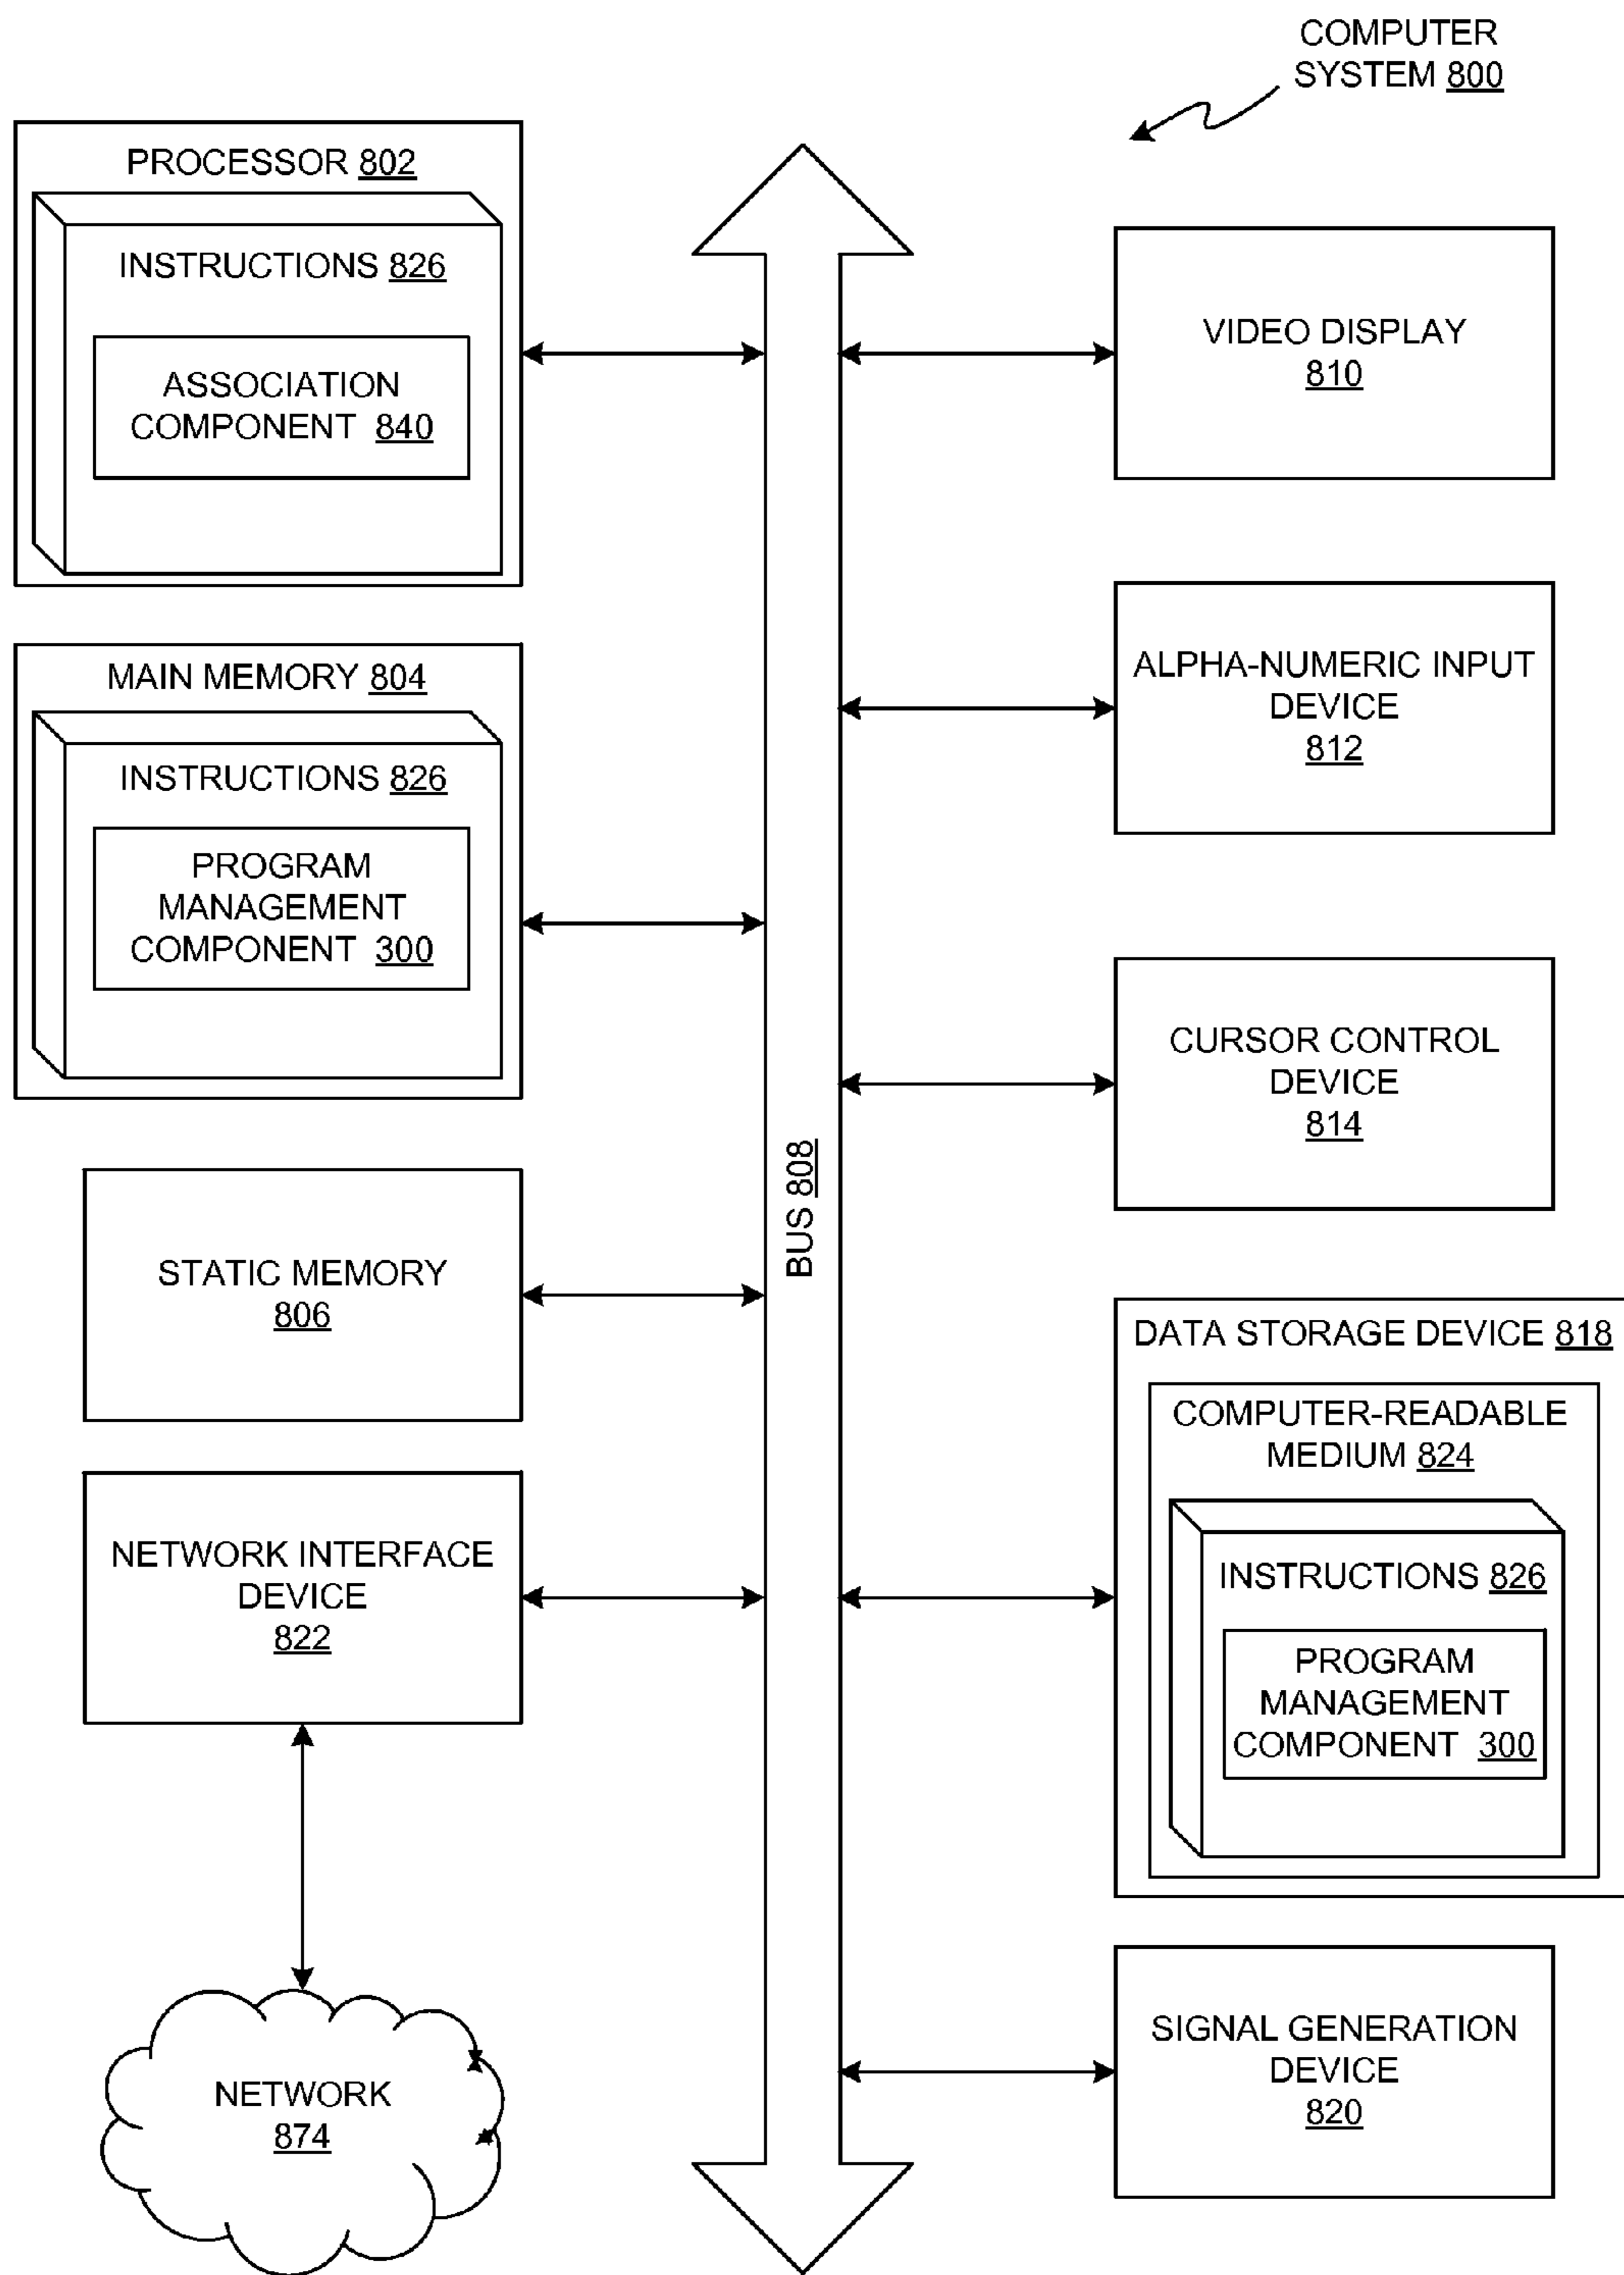 COMPUTER
SYSTEM 800
PROCESSOR 802
INSTRUCTIONS 826
ASSOCIATION
COMPONENT 840
MAIN MEMORY 804
INSTRUCTIONS 826
PROGRAM
MANAGEMENT
COMPONENT 300
STATIC MEMORY
806
NETWORK INTERFACE
DEVICE
822
NETWORK
874
BUS 808
VIDEO DISPLAY
810
ALPHA-NUMERIC INPUT
DEVICE
812
CURSOR CONTROL
DEVICE
814
DATA STORAGE DEVICE 818
COMPUTER-READABLE
MEDIUM 824
INSTRUCTIONS 826
PROGRAM
MANAGEMENT
COMPONENT 300
SIGNAL GENERATION
DEVICE
820